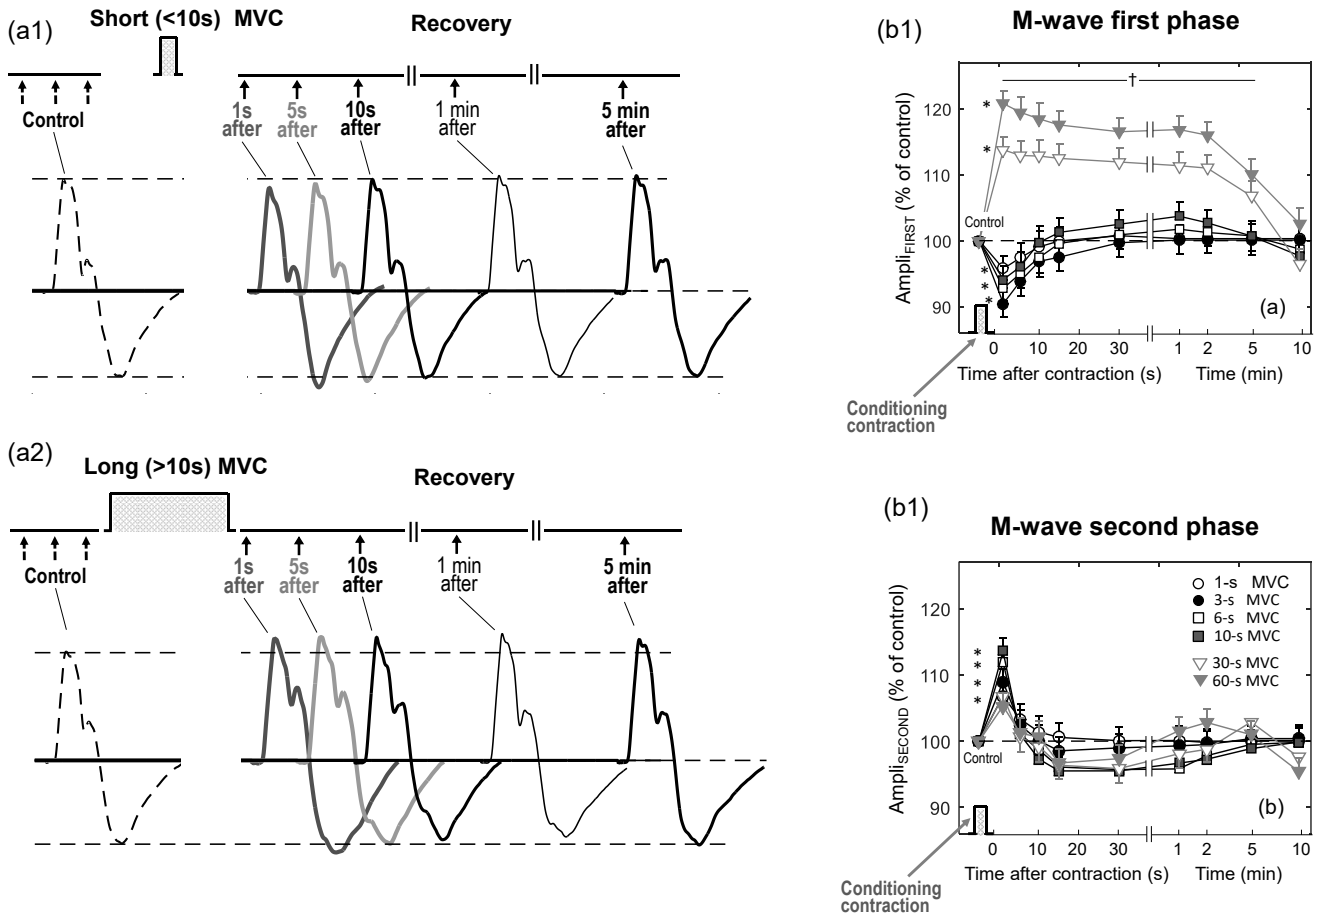 (a1)
Short (<10s) MVC
Recovery
Control
1s after
5s after
10s after
1 min after
5 min after
(b1)
M-wave first phase
Ampli_FIRST (% of control)
120
110
100
90
†
*
*
Control
*
*
*
(a)
0 10 20 30 1 2 5 10
Time after contraction (s) Time (min)
Conditioning
contraction
(a2)
Long (>10s) MVC
Recovery
Control
1s after
5s after
10s after
1 min after
5 min after
(b1)
M-wave second phase
Ampli_SECOND (% of control)
120
110
100
90
1-s MVC
3-s MVC
6-s MVC
10-s MVC
30-s MVC
60-s MVC
*
*
*
*
Control
(b)
0 10 20 30 1 2 5 10
Time after contraction (s) Time (min)
Conditioning
contraction